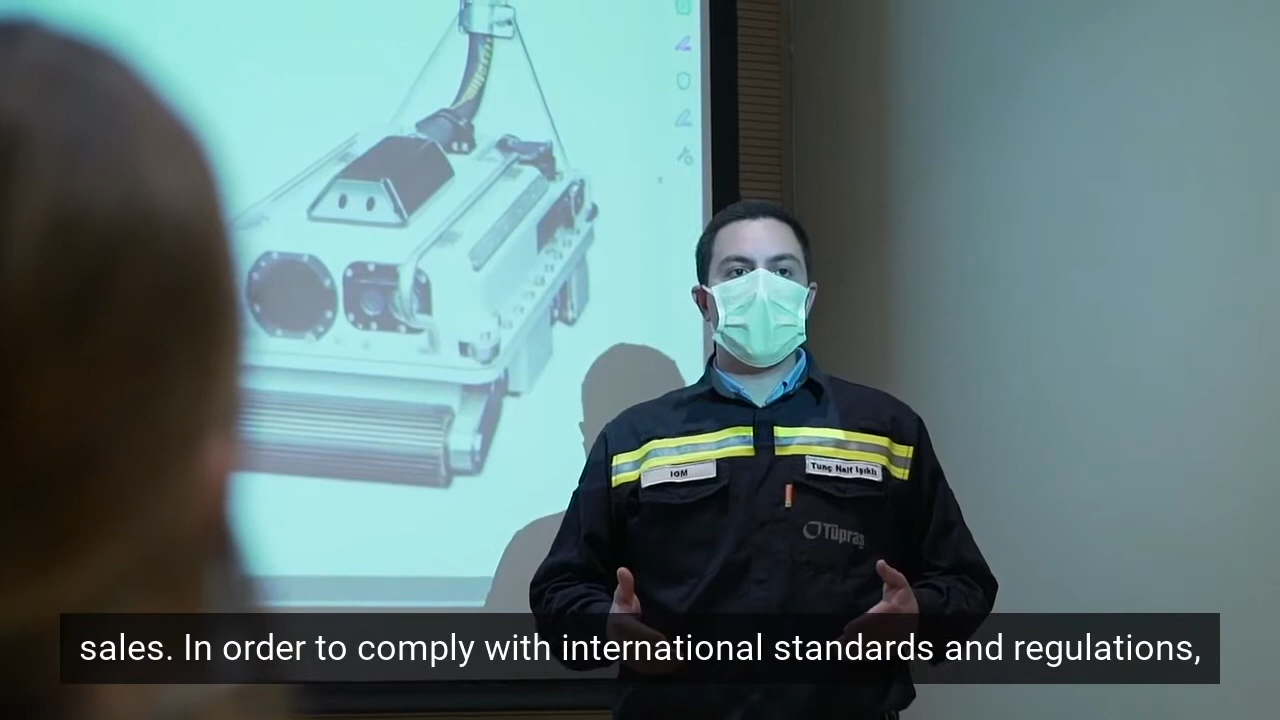 IGM
Tunç Naif Işıklı
Tüpraş
sales. In order to comply with international standards and regulations,